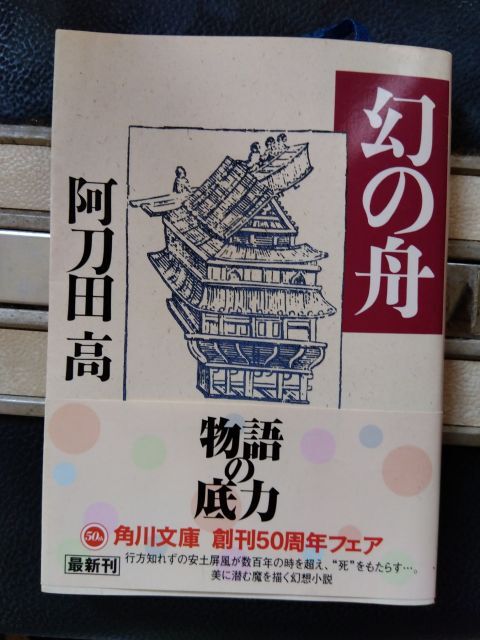 幻の舟
阿刀田 高
物語
の
底力
50th
角川文庫 創刊50周年フェア
最新刊
行方知れずの安土屏風が数百年の時を超え、“死”をもたらす…。
美に潜む魔を描く幻想小説